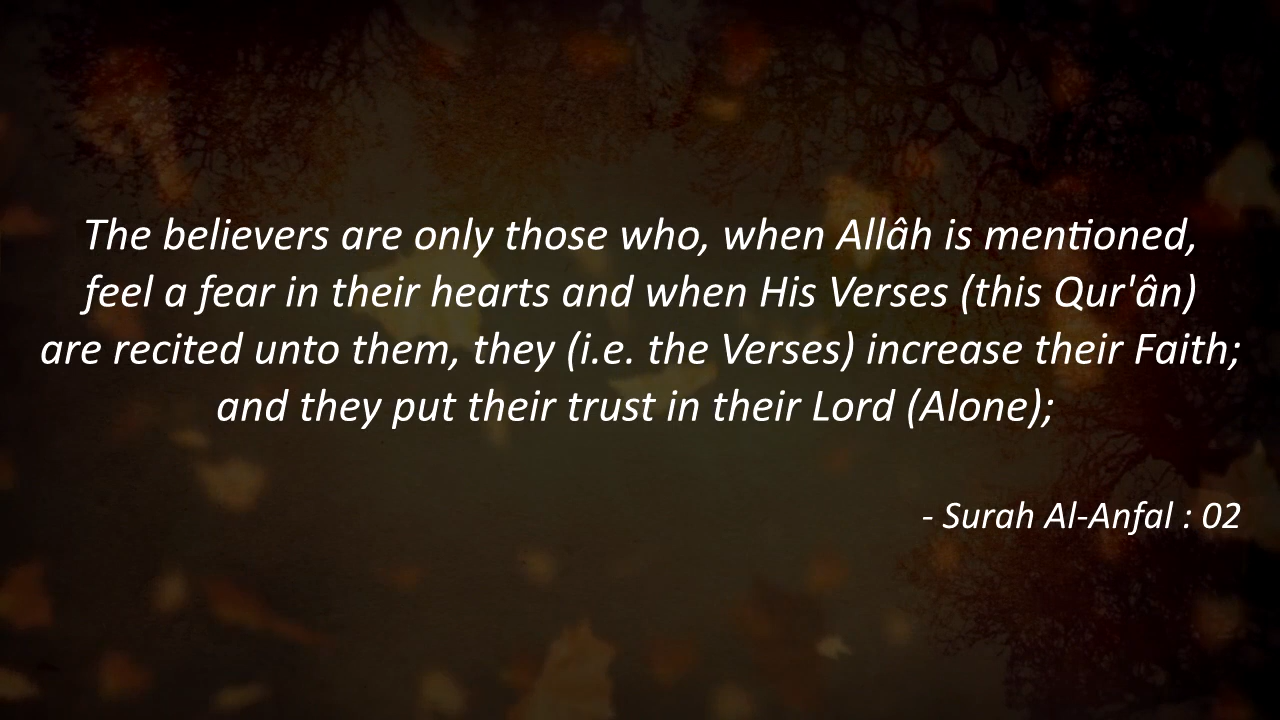 The believers are only those who, when Allâh is mentioned,
feel a fear in their hearts and when His Verses (this Qur'ân)
are recited unto them, they (i.e. the Verses) increase their Faith;
and they put their trust in their Lord (Alone);
- Surah Al-Anfal : 02